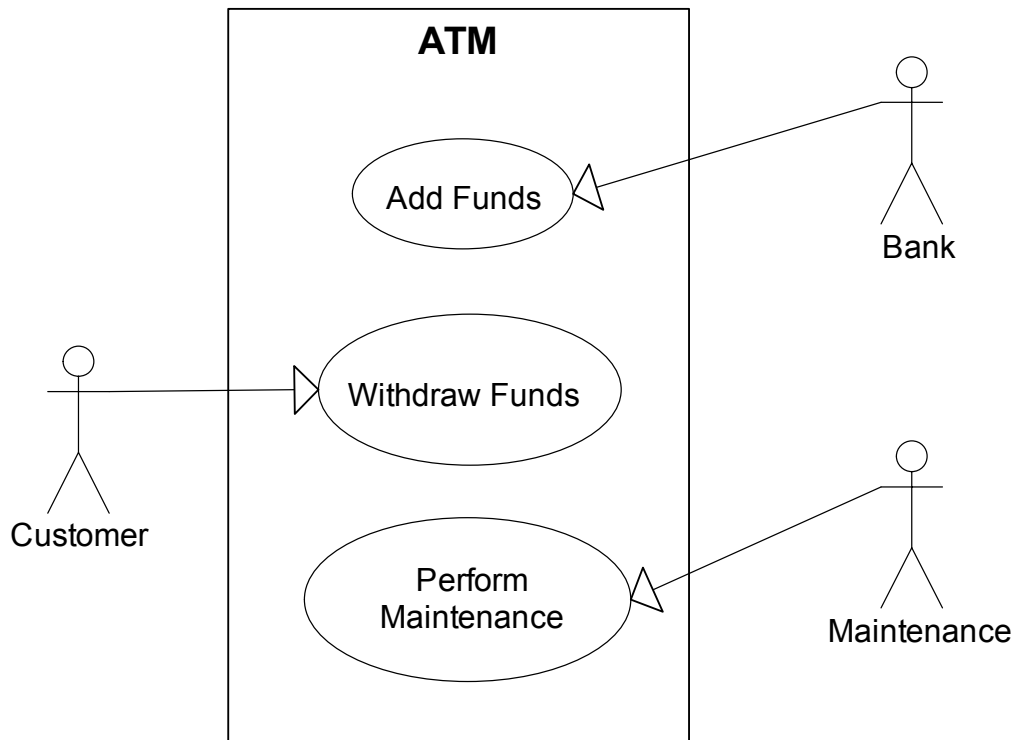 ATM
Add Funds
Bank
Withdraw Funds
Customer
Perform
Maintenance
Maintenance